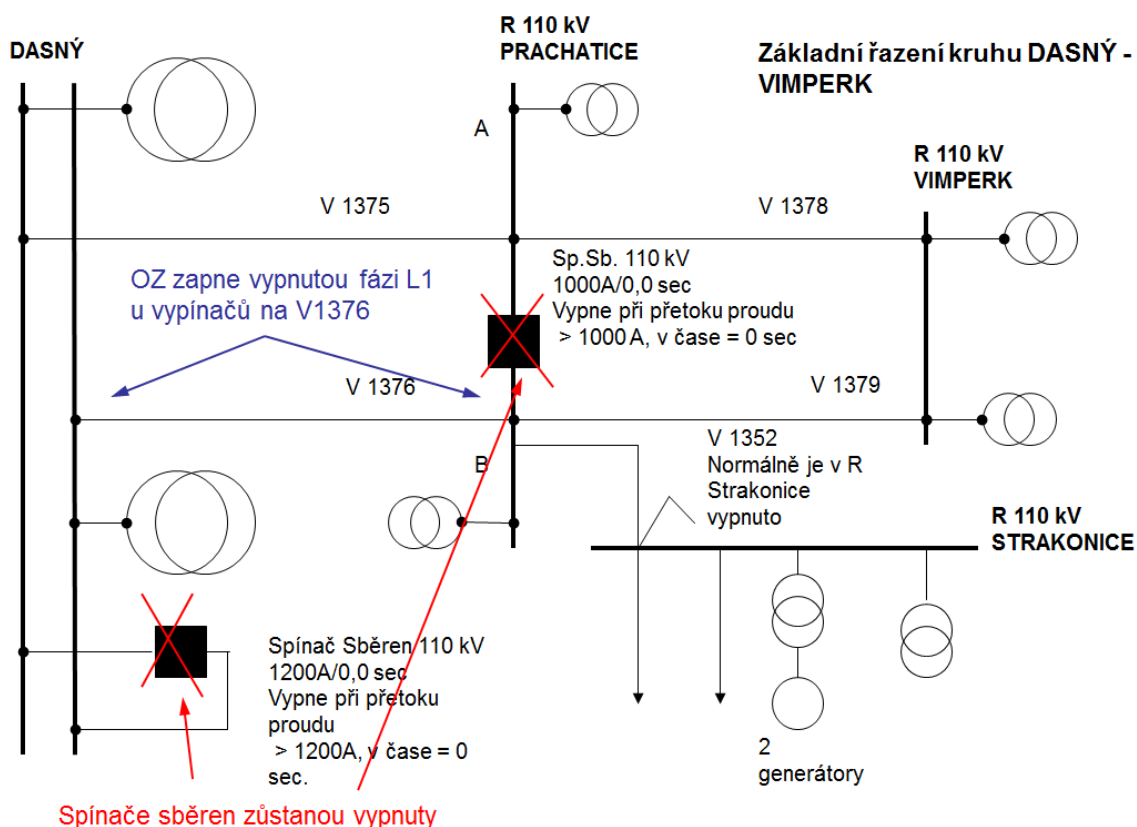 R 110 kV
PRACHATICE
DASNÝ
Základní řazení kruhu DASNÝ -
VIMPERK
A
R 110 kV
VIMPERK
V 1375
V 1378
OZ zapne vypnutou fázi L1
u vypínačů na V1376
Sp.Sb. 110 kV
1000A/0,0 sec
Vypne při přetoku proudu
> 1000 A, v čase = 0 sec
V 1376
V 1379
B
V 1352
Normálně je v R
Strakonice
vypnuto
R 110 kV
STRAKONICE
Spínač Sběren 110 kV
1200A/0,0 sec
Vypne při přetoku
proudu
> 1200A, v čase = 0
sec.
2
generátory
Spínače sběren zůstanou vypnuty